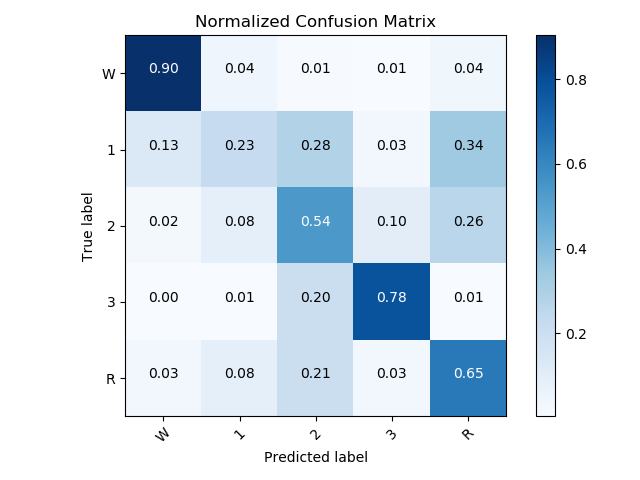 Normalized Confusion Matrix
W 0.90 0.04 0.01 0.01 0.04
1 0.13 0.23 0.28 0.03 0.34
2 0.02 0.08 0.54 0.10 0.26
3 0.00 0.01 0.20 0.78 0.01
R 0.03 0.08 0.21 0.03 0.65
W 1 2 3 R
True label
Predicted label
0.8
0.6
0.4
0.2